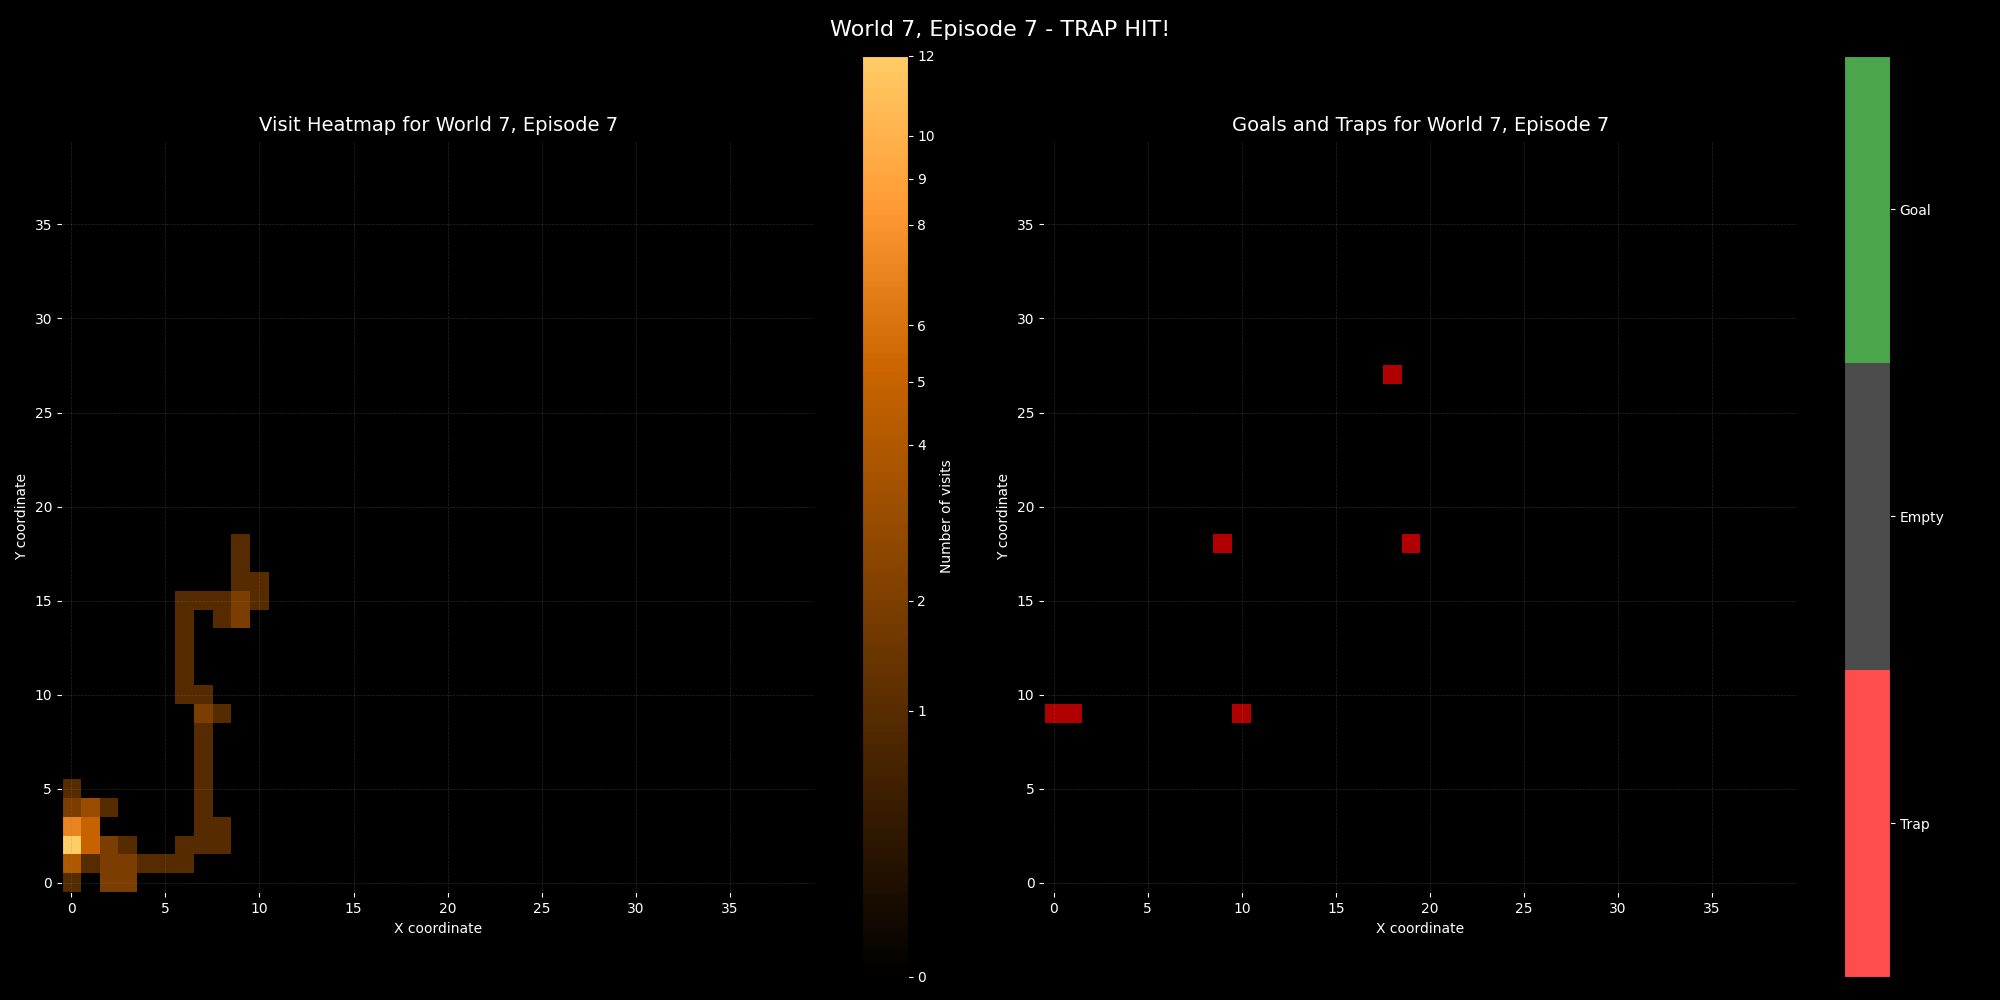 World 7, Episode 7 - TRAP HIT!
Visit Heatmap for World 7, Episode 7
Y coordinate
35
30
25
20
15
10
5
0
0 5 10 15 20 25 30 35
X coordinate
12
10
9
8
6
5
4
2
1
0
Number of visits
Goals and Traps for World 7, Episode 7
Y coordinate
35
30
25
20
15
10
5
0
0 5 10 15 20 25 30 35
X coordinate
Goal
Empty
Trap